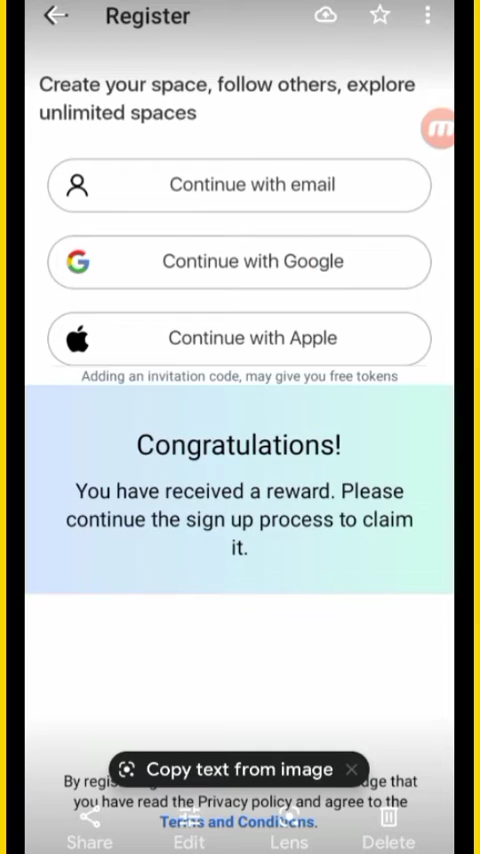 Register
Create your space, follow others, explore
unlimited spaces
Continue with email
Continue with Google
Continue with Apple
Adding an invitation code, may give you free tokens
Congratulations!
You have received a reward. Please
continue the sign up process to claim
it.
Copy text from image
By regis dge that
you have read the Privacy policy and agree to the
Terms and Conditions.
Share Edit Lens Delete